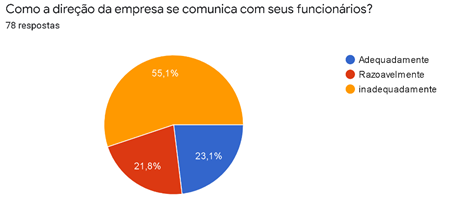 Como a direção da empresa se comunica com seus funcionários?
78 respostas
55,1%
21,8%
23,1%
Adequadamente
Razoavelmente
inadequadamente